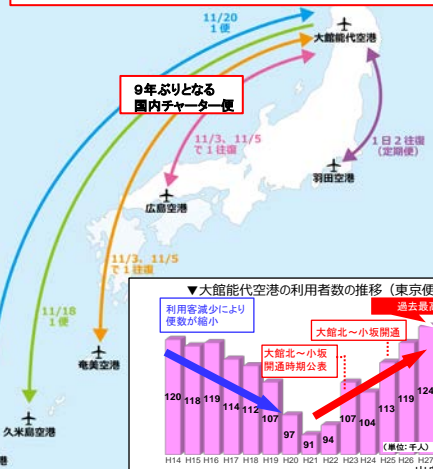 11/20
1便
大館能代空港
9年ぶりとなる
国内チャーター便
11/3、11/5
で1往復
1日2往復
(定期便)
羽田空港
広島空港
11/3、11/5
で1往復
11/18
1便
奄美空港
久米島空港
港
▼大館能代空港の利用者数の推移(東京便
過去最高
利用客減少により
便数が縮小
大館北~小坂開通
大館北~小坂
開通時期公表
120 118 119 114 112 107 97 91 94 107 104 113 119 124
(単位:千人)
H14 H15 H16 H17 H18 H19 H20 H21 H22 H23 H24 H25 H26 H27